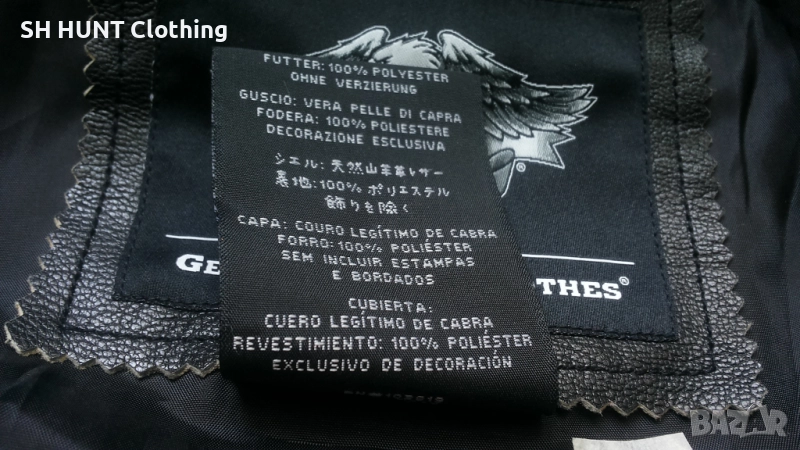 SH HUNT Clothing
FUTTER: 100% POLYESTER
OHNE VERZIERUNG
GUSCIO: VERA PELLE DI CAPRA
FODERA: 100% POLIESTERE
DECORAZIONE ESCLUSIVA
シエル: 天然山羊革レザー
裏地: 100% ポリエステル
飾りを除く
CAPA: COURO LEGÍTIMO DE CABRA
FORRO: 100% POLIÉSTER
SEM INCLUIR ESTAMPAS
E BORDADOS
CUBIERTA:
CUERO LEGÍTIMO DE CABRA
REVESTIMIENTO: 100% POLIÉSTER
EXCLUSIVO DE DECORACIÓN
®
GE
OTHES®
BAZAR